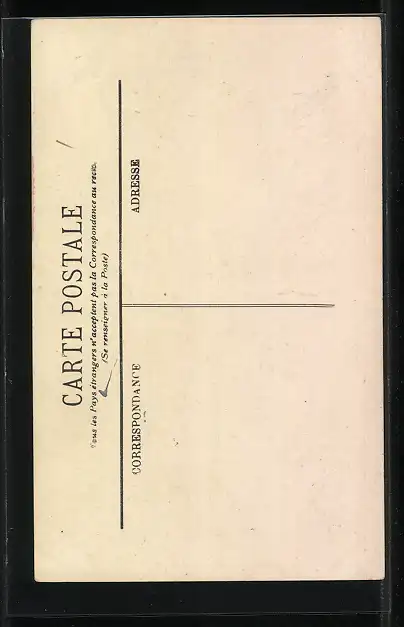 CARTE POSTALE
Tous les Pays étrangers n'acceptent pas la Correspondance au recto.
(Se renseigner à la Poste)
CORRESPONDANCE
ADRESSE